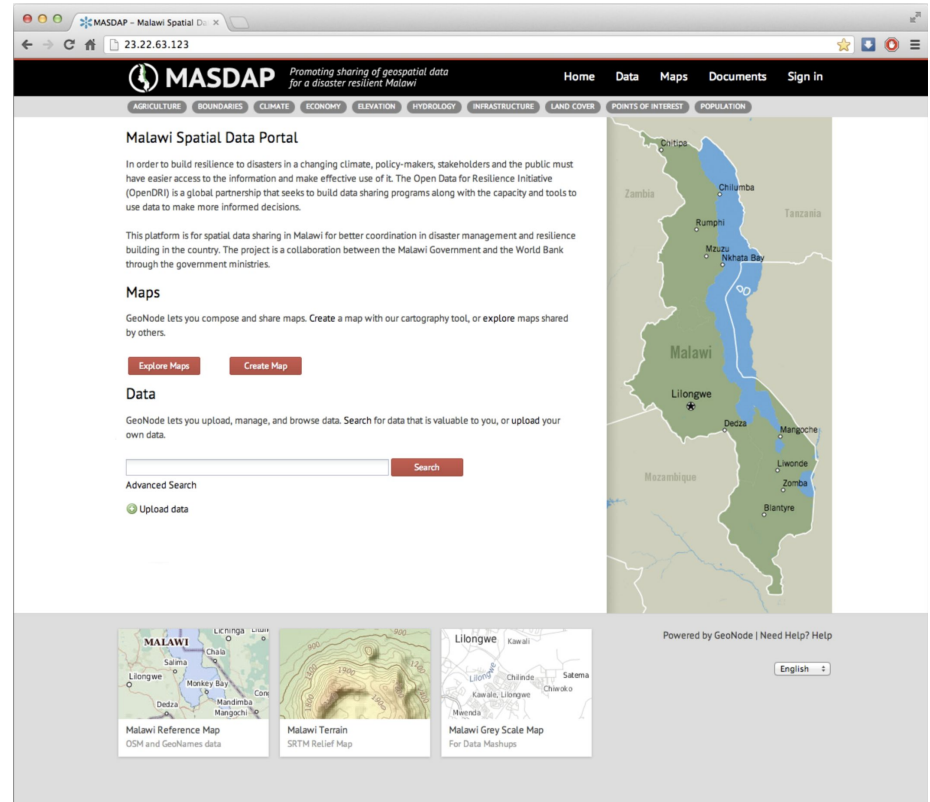 MASDAP – Malawi Spatial Da
23.22.63.123
MASDAP
Promoting sharing of geospatial data
for a disaster resilient Malawi
Home Data Maps Documents Sign in
AGRICULTURE BOUNDARIES CLIMATE ECONOMY ELEVATION HYDROLOGY INFRASTRUCTURE LAND COVER POINTS OF INTEREST POPULATION
Malawi Spatial Data Portal
In order to build resilience to disasters in a changing climate, policy-makers, stakeholders and the public must
have easier access to the information and make effective use of it. The Open Data for Resilience Initiative
(OpenDRI) is a global partnership that seeks to build data sharing programs along with the capacity and tools to
use data to make more informed decisions.
This platform is for spatial data sharing in Malawi for better coordination in disaster management and resilience
building in the country. The project is a collaboration between the Malawi Government and the World Bank
through the government ministries.
Maps
GeoNode lets you compose and share maps. Create a map with our cartography tool, or explore maps shared
by others.
Explore Maps Create Map
Data
GeoNode lets you upload, manage, and browse data. Search for data that is valuable to you, or upload your
own data.
Search
Advanced Search
Upload data
Chitipa
Zambia
Chilumba
Tanzania
Rumphi
Mzuzu
Nkhata Bay
Malawi
Lilongwe
Dedza
Mangoche
Liwonde
Mozambique
Zomba
Blantyre
Lichinga
MALAWI
Chala
Salima
Lilongwe
Monkey Bay
Dedza
Mandimba
Mangochi
Malawi Reference Map
OSM and GeoNames data
900
900
1900
1200
1600
1800
1900
Malawi Terrain
SRTM Relief Map
Lilongwe
Kawali
Lilongwe
Chilinde
Satema
Chiwoko
Kawale, Lilongwe
Mwenda
Malawi Grey Scale Map
For Data Mashups
Powered by GeoNode | Need Help? Help
English